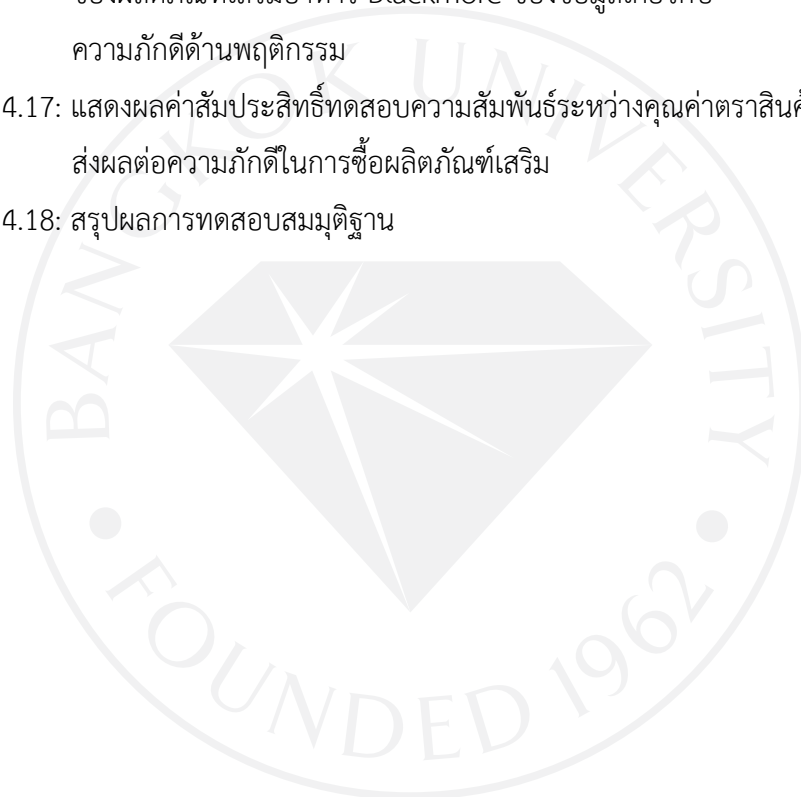 ความภักดีด้านพฤติกรรม
4.17: แสดงผลค่าสัมประสิทธิ์ทดสอบความสัมพันธ์ระหว่างคุณค่าตราสินค้
ส่งผลต่อความภักดีในการซื้อผลิตภัณฑ์เสริม
4.18: สรุปผลการทดสอบสมมุติฐาน
BANGKOK UNIVERSITY
FOUNDED 1962